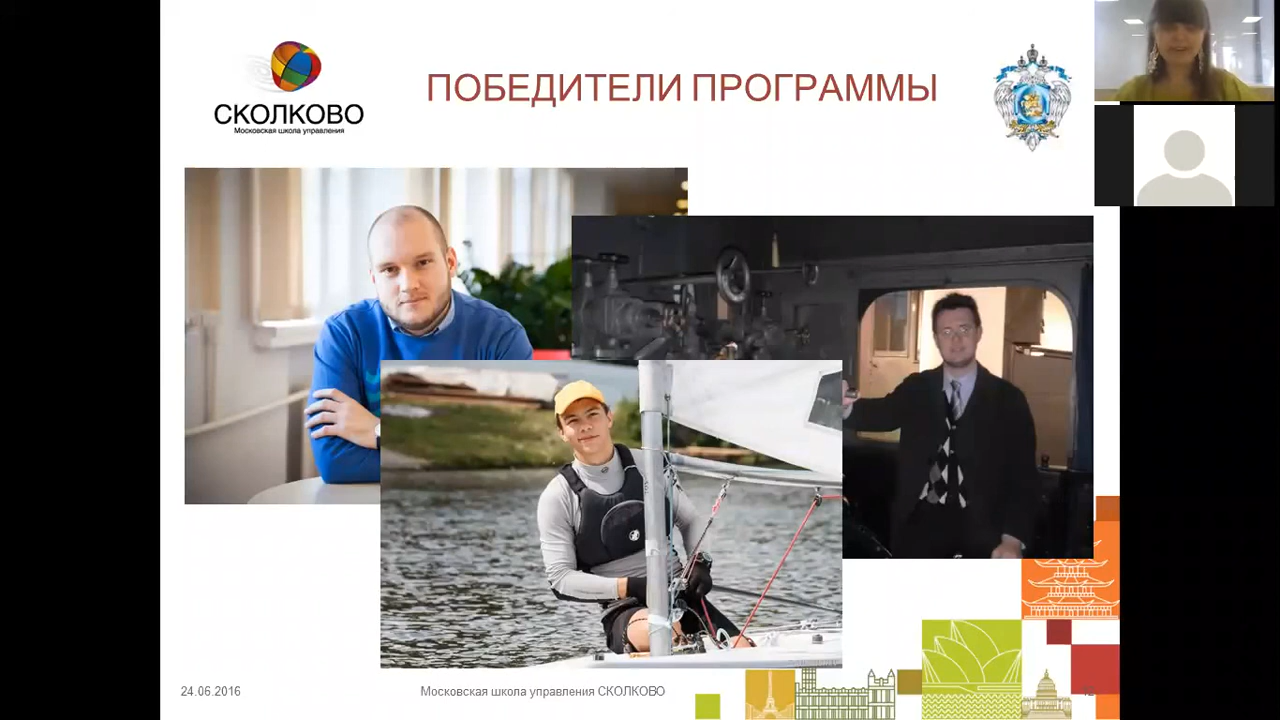 СКОЛКОВО
Московская школа управления
ПОБЕДИТЕЛИ ПРОГРАММЫ
24.06.2016
Московская школа управления СКОЛКОВО